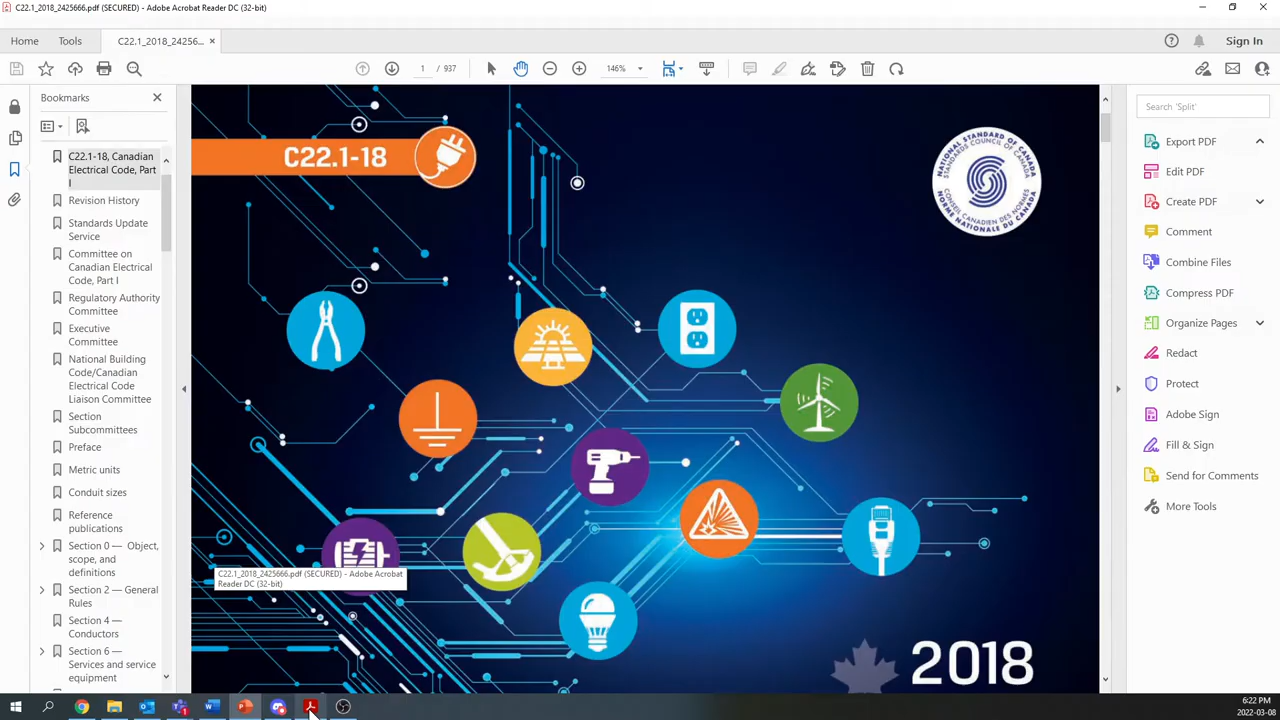 C22.1_2018_2425666.pdf (SECURED) - Adobe Acrobat Reader DC (32-bit)
Home
Tools
C22.1_2018_24256...
Sign In
1 / 937
146%
Bookmarks
C22.1-18, Canadian
Electrical Code, Part
I
Revision History
Standards Update
Service
Committee on
Canadian Electrical
Code, Part I
Regulatory Authority
Committee
Executive
Committee
National Building
Code/Canadian
Electrical Code
Liaison Committee
Section
Subcommittees
Preface
Metric units
Conduit sizes
Reference
publications
Section 0 — Object,
scope, and
definitions
Section 2 — General
Rules
Section 4 —
Conductors
Section 6 —
Services and service
equipment
C22.1-18
NATIONAL STANDARD OF CANADA
STANDARDS COUNCIL OF CANADA
CONSEIL CANADIEN DES NORMES
NORME NATIONALE DU CANADA
C22.1_2018_2425666.pdf (SECURED) - Adobe Acrobat
Reader DC (32-bit)
2018
Search 'Split'
Export PDF
Edit PDF
Create PDF
Comment
Combine Files
Compress PDF
Organize Pages
Redact
Protect
Adobe Sign
Fill & Sign
Send for Comments
More Tools
6:22 PM
2022-03-08